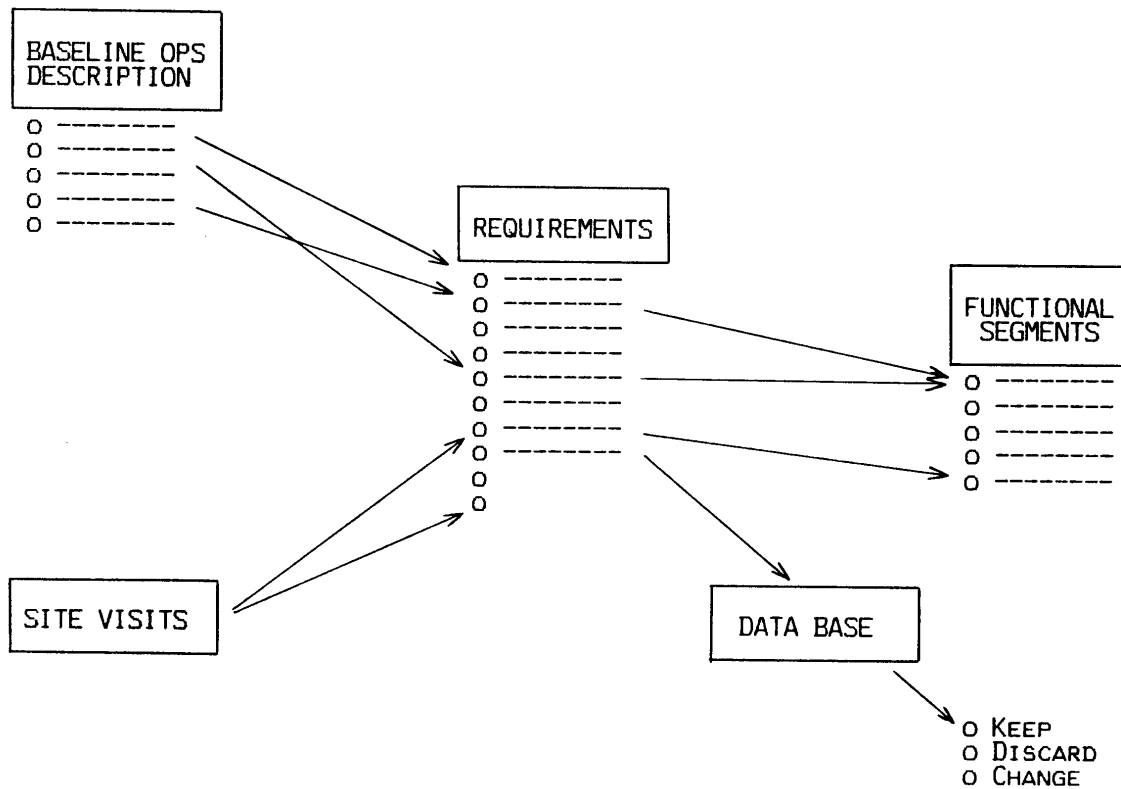 BASELINE OPS
DESCRIPTION
o --------
o --------
o --------
o --------
o --------
REQUIREMENTS
o --------
o --------
o --------
o --------
o --------
o --------
o --------
o --------
o
o
FUNCTIONAL
SEGMENTS
o --------
o --------
o --------
o --------
o --------
SITE VISITS
DATA BASE
o KEEP
o DISCARD
o CHANGE